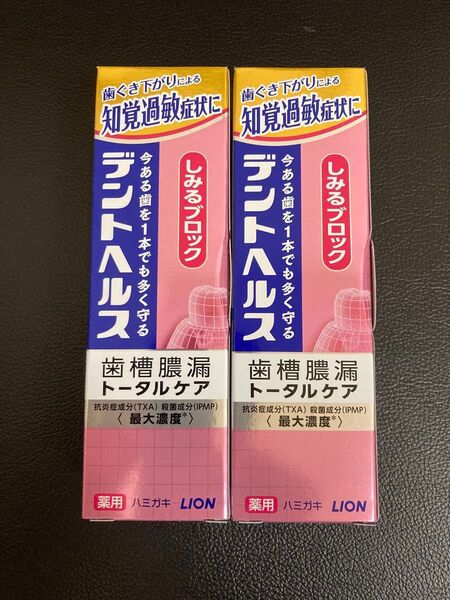 歯ぐき下がりによる
知覚過敏症状に
今ある歯を1本でも多く守る
デントヘルス
しみるブロック
歯槽膿漏
トータルケア
抗炎症成分(TXA) 殺菌成分(IPMP)
〈最大濃度*〉
薬用 ハミガキ LION
歯ぐき下がりによる
知覚過敏症状に
今ある歯を1本でも多く守る
デントヘルス
しみるブロック
歯槽膿漏
トータルケア
抗炎症成分(TXA) 殺菌成分(IPMP)
〈最大濃度*〉
薬用 ハミガキ LION